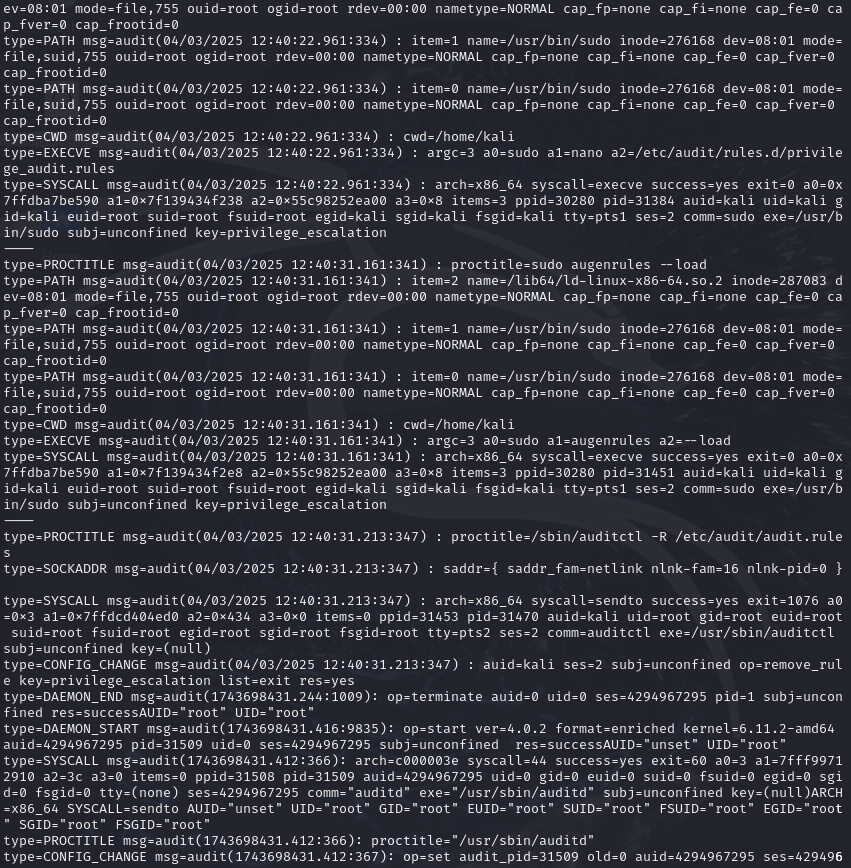 ev=08:01 mode=file,755 ouid=root ogid=root rdev=00:00 nametype=NORMAL cap_fp=none cap_fi=none cap_fe=0 ca
p_fver=0 cap_frootid=0
type=PATH msg=audit(04/03/2025 12:40:22.961:334) : item=1 name=/usr/bin/sudo inode=276168 dev=08:01 mode=
file,suid,755 ouid=root ogid=root rdev=00:00 nametype=NORMAL cap_fp=none cap_fi=none cap_fe=0 cap_fver=0
cap_frootid=0
type=PATH msg=audit(04/03/2025 12:40:22.961:334) : item=0 name=/usr/bin/sudo inode=276168 dev=08:01 mode=
file,suid,755 ouid=root ogid=root rdev=00:00 nametype=NORMAL cap_fp=none cap_fi=none cap_fe=0 cap_fver=0
cap_frootid=0
type=CWD msg=audit(04/03/2025 12:40:22.961:334) : cwd=/home/kali
type=EXECVE msg=audit(04/03/2025 12:40:22.961:334) : argc=3 a0=sudo a1=nano a2=/etc/audit/rules.d/privile
ge_audit.rules
type=SYSCALL msg=audit(04/03/2025 12:40:22.961:334) : arch=x86_64 syscall=execve success=yes exit=0 a0=0x
7ffdba7be590 a1=0x7f139434f238 a2=0x55c98252ea00 a3=0x8 items=3 ppid=30280 pid=31384 auid=kali uid=kali g
id=kali euid=root suid=root fsuid=root egid=kali sgid=kali fsgid=kali tty=pts1 ses=2 comm=sudo exe=/usr/b
in/sudo subj=unconfined key=privilege_escalation
----
type=PROCTITLE msg=audit(04/03/2025 12:40:31.161:341) : proctitle=sudo augenrules --load
type=PATH msg=audit(04/03/2025 12:40:31.161:341) : item=2 name=/lib64/ld-linux-x86-64.so.2 inode=287083 d
ev=08:01 mode=file,755 ouid=root ogid=root rdev=00:00 nametype=NORMAL cap_fp=none cap_fi=none cap_fe=0 ca
p_fver=0 cap_frootid=0
type=PATH msg=audit(04/03/2025 12:40:31.161:341) : item=1 name=/usr/bin/sudo inode=276168 dev=08:01 mode=
file,suid,755 ouid=root ogid=root rdev=00:00 nametype=NORMAL cap_fp=none cap_fi=none cap_fe=0 cap_fver=0
cap_frootid=0
type=PATH msg=audit(04/03/2025 12:40:31.161:341) : item=0 name=/usr/bin/sudo inode=276168 dev=08:01 mode=
file,suid,755 ouid=root ogid=root rdev=00:00 nametype=NORMAL cap_fp=none cap_fi=none cap_fe=0 cap_fver=0
cap_frootid=0
type=CWD msg=audit(04/03/2025 12:40:31.161:341) : cwd=/home/kali
type=EXECVE msg=audit(04/03/2025 12:40:31.161:341) : argc=3 a0=sudo a1=augenrules a2=--load
type=SYSCALL msg=audit(04/03/2025 12:40:31.161:341) : arch=x86_64 syscall=execve success=yes exit=0 a0=0x
7ffdba7be590 a1=0x7f139434f2e8 a2=0x55c98252ea00 a3=0x8 items=3 ppid=30280 pid=31451 auid=kali uid=kali g
id=kali euid=root suid=root fsuid=root egid=kali sgid=kali fsgid=kali tty=pts1 ses=2 comm=sudo exe=/usr/b
in/sudo subj=unconfined key=privilege_escalation
----
type=PROCTITLE msg=audit(04/03/2025 12:40:31.213:347) : proctitle=/sbin/auditctl -R /etc/audit/audit.rule
s
type=SOCKADDR msg=audit(04/03/2025 12:40:31.213:347) : saddr={ saddr_fam=netlink nlnk-fam=16 nlnk-pid=0 }
type=SYSCALL msg=audit(04/03/2025 12:40:31.213:347) : arch=x86_64 syscall=sendto success=yes exit=1076 a0
=0x3 a1=0x7ffdcd404ed0 a2=0x434 a3=0x0 items=0 ppid=31453 pid=31470 auid=kali uid=root gid=root euid=root
 suid=root fsuid=root egid=root sgid=root fsgid=root tty=pts2 ses=2 comm=auditctl exe=/usr/sbin/auditctl
subj=unconfined key=(null)
type=CONFIG_CHANGE msg=audit(04/03/2025 12:40:31.213:347) : auid=kali ses=2 subj=unconfined op=remove_rul
e key=privilege_escalation list=exit res=yes
type=DAEMON_END msg=audit(1743698431.244:1009): op=terminate auid=0 uid=0 ses=4294967295 pid=1 subj=uncon
fined res=successAUID="root" UID="root"
type=DAEMON_START msg=audit(1743698431.416:9835): op=start ver=4.0.2 format=enriched kernel=6.11.2-amd64
auid=4294967295 pid=31509 uid=0 ses=4294967295 subj=unconfined  res=successAUID="unset" UID="root"
type=SYSCALL msg=audit(1743698431.412:366): arch=c000003e syscall=44 success=yes exit=60 a0=3 a1=7fff9971
2910 a2=3c a3=0 items=0 ppid=31508 pid=31509 auid=4294967295 uid=0 gid=0 euid=0 suid=0 fsuid=0 egid=0 sgi
d=0 fsgid=0 tty=(none) ses=4294967295 comm="auditd" exe="/usr/sbin/auditd" subj=unconfined key=(null)ARCH
=x86_64 SYSCALL=sendto AUID="unset" UID="root" GID="root" EUID="root" SUID="root" FSUID="root" EGID="root
" SGID="root" FSGID="root"
type=PROCTITLE msg=audit(1743698431.412:366): proctitle="/usr/sbin/auditd"
type=CONFIG_CHANGE msg=audit(1743698431.412:367): op=set audit_pid=31509 old=0 auid=4294967295 ses=429496